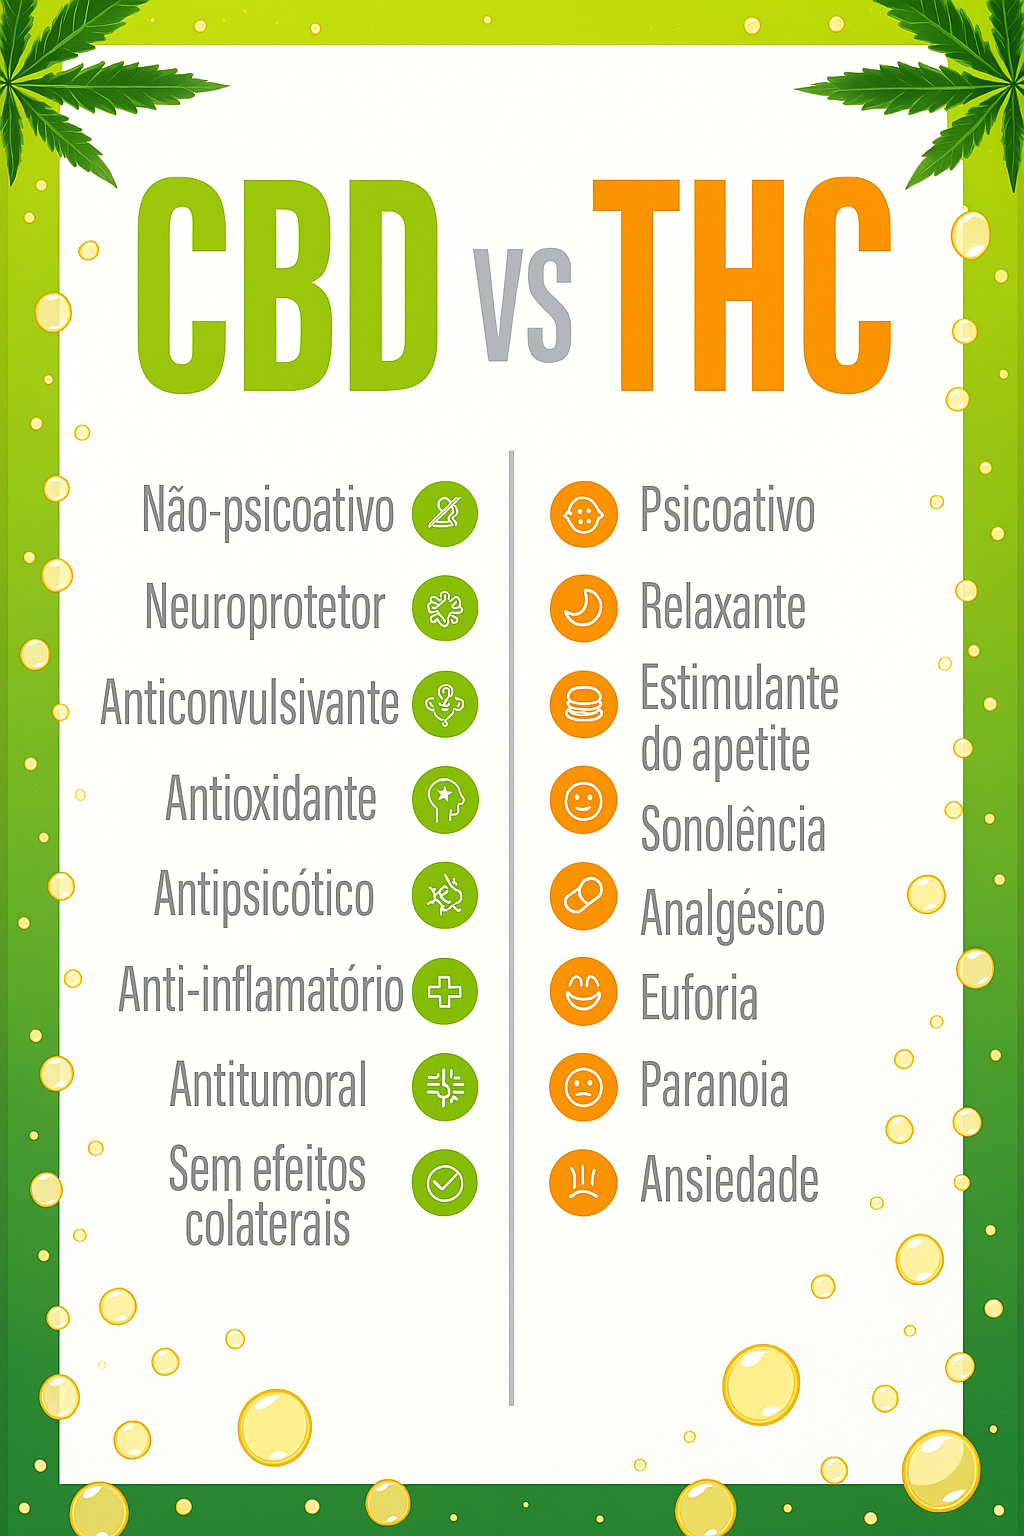 CBD vs THC
Não-psicoativo
Neuroprotetor
Anticonvulsivante
Antioxidante
Antipsicótico
Anti-inflamatório
Antitumoral
Sem efeitos
colaterais
Psicoativo
Relaxante
Estimulante
do apetite
Sonolência
Analgésico
Euforia
Paranoia
Ansiedade